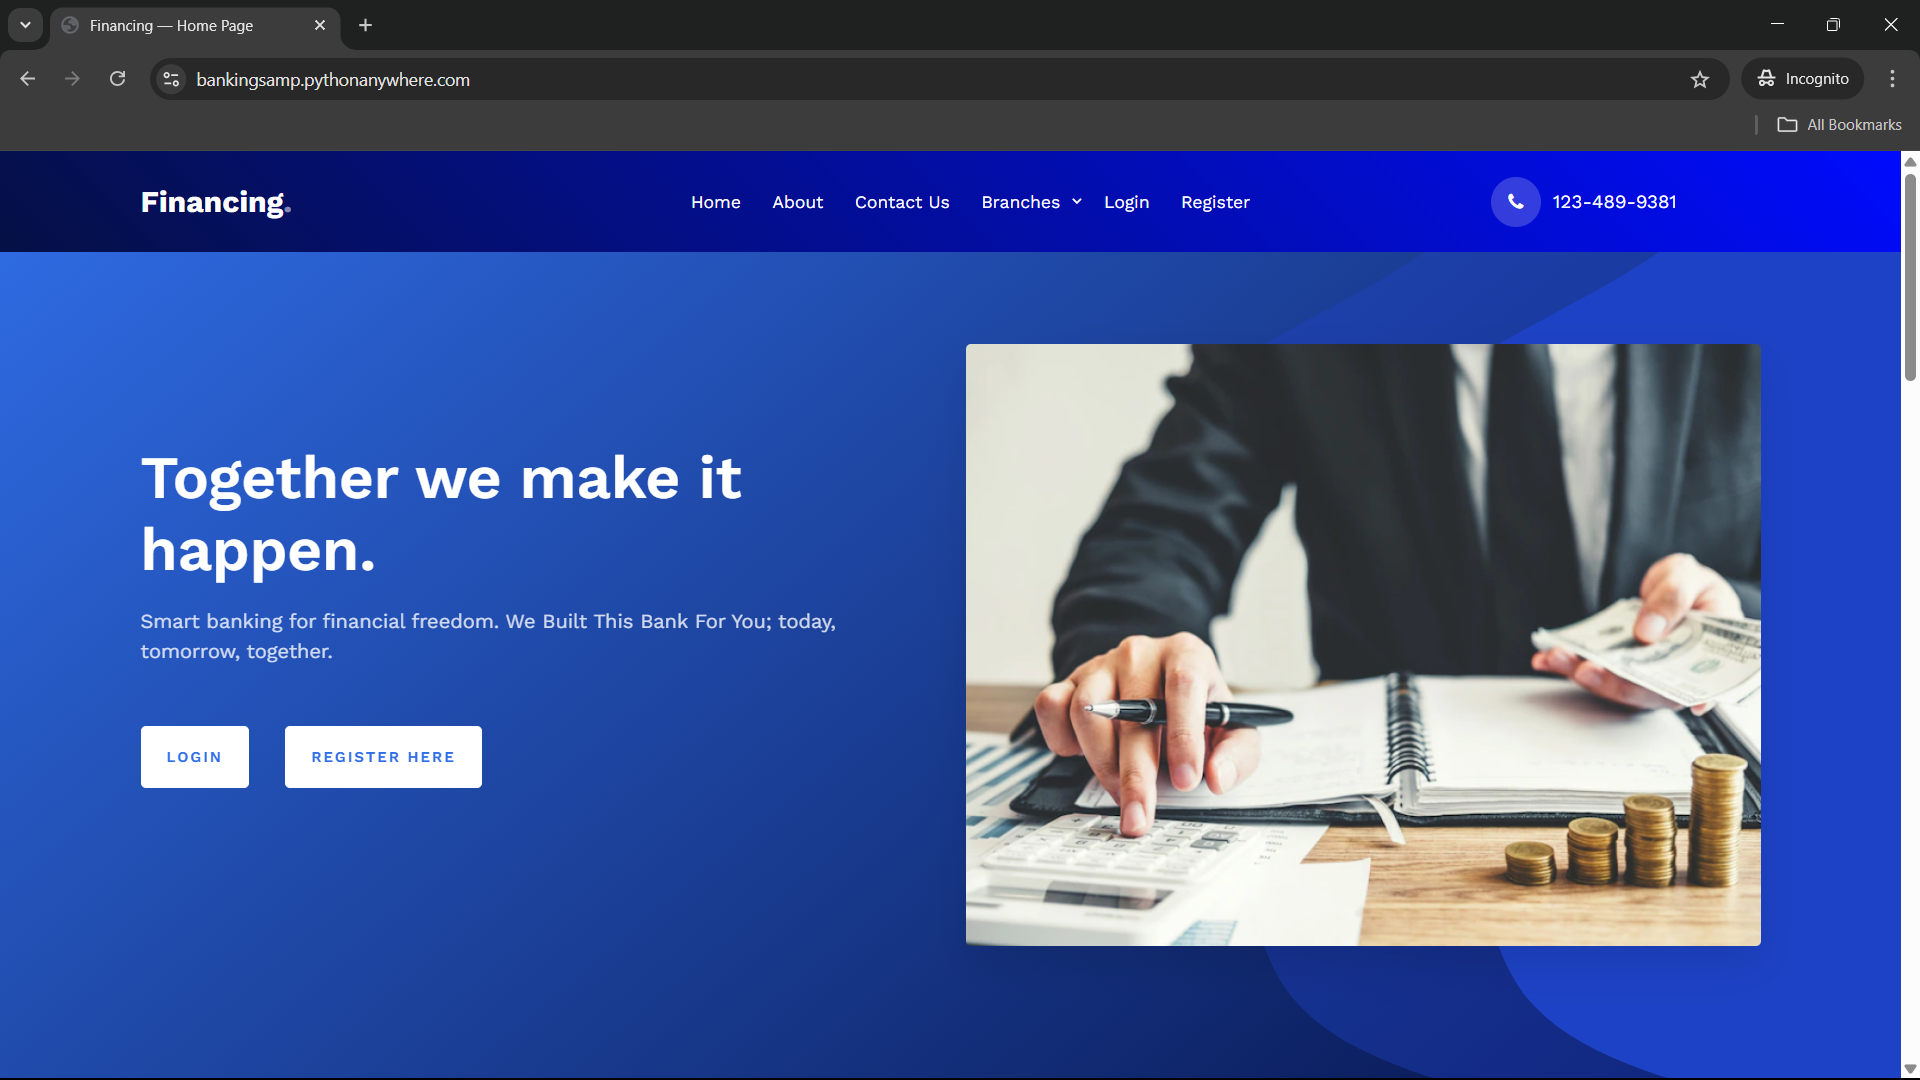 Financing — Home Page
bankingsamp.pythonanywhere.com
Incognito
All Bookmarks
Financing.
Home About Contact Us Branches Login Register
123-489-9381
Together we make it
happen.
Smart banking for financial freedom. We Built This Bank For You; today,
tomorrow, together.
LOGIN REGISTER HERE